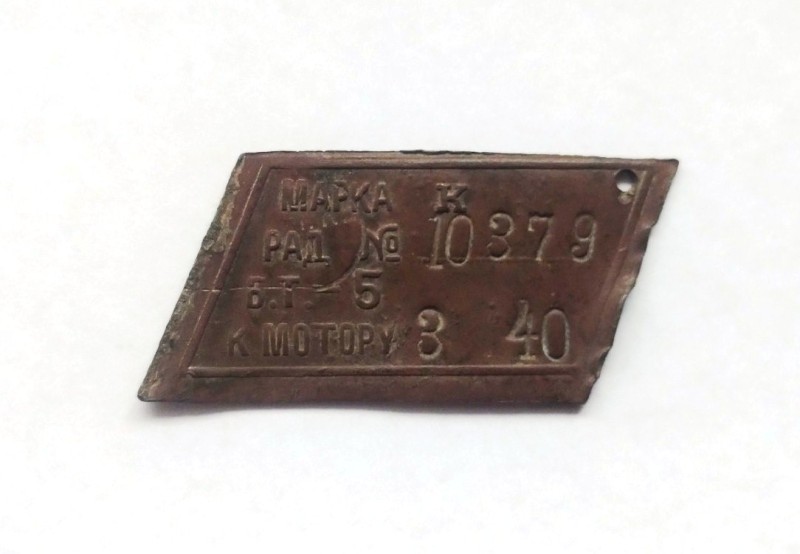 МАРКА К
РАД № 10379
Б.Т.-5
К МОТОРУ 3 40